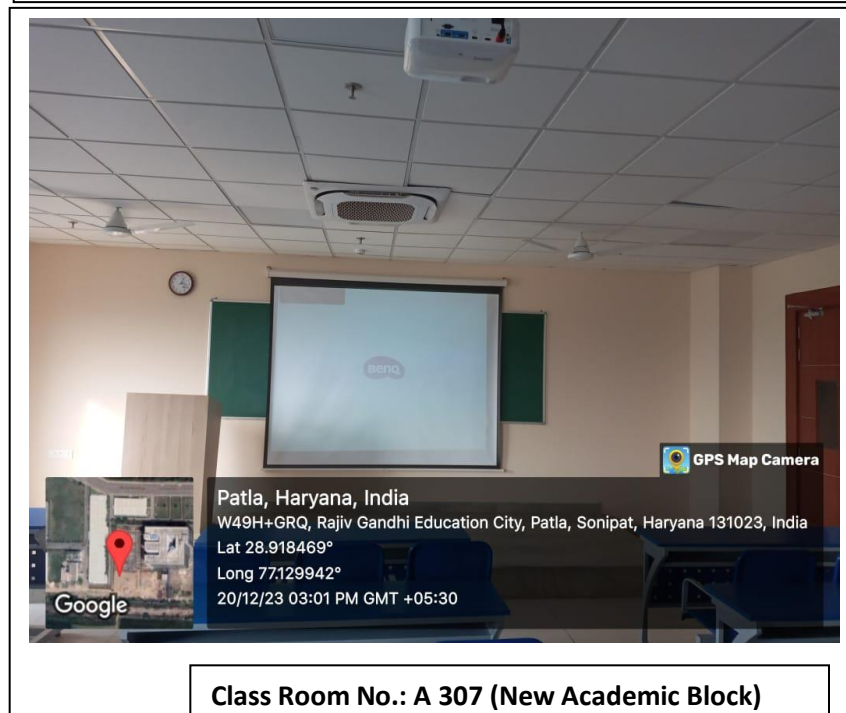 BenQ
GPS Map Camera
Patla, Haryana, India
W49H+GRQ, Rajiv Gandhi Education City, Patla, Sonipat, Haryana 131023, India
Lat 28.918469°
Long 77.129942°
20/12/23 03:01 PM GMT +05:30
Google
Class Room No.: A 307 (New Academic Block)